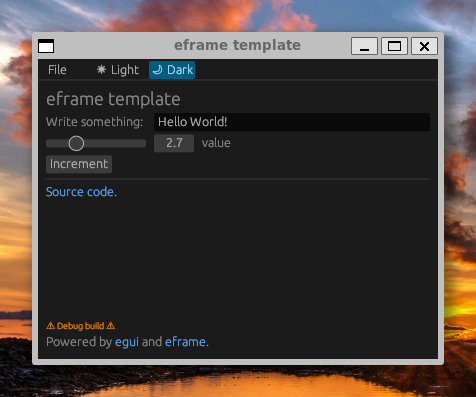 eframe template
File Light Dark
eframe template
Write something: Hello World!
2.7 value
Increment
Source code.
⚠ Debug build ⚠
Powered by egui and eframe.